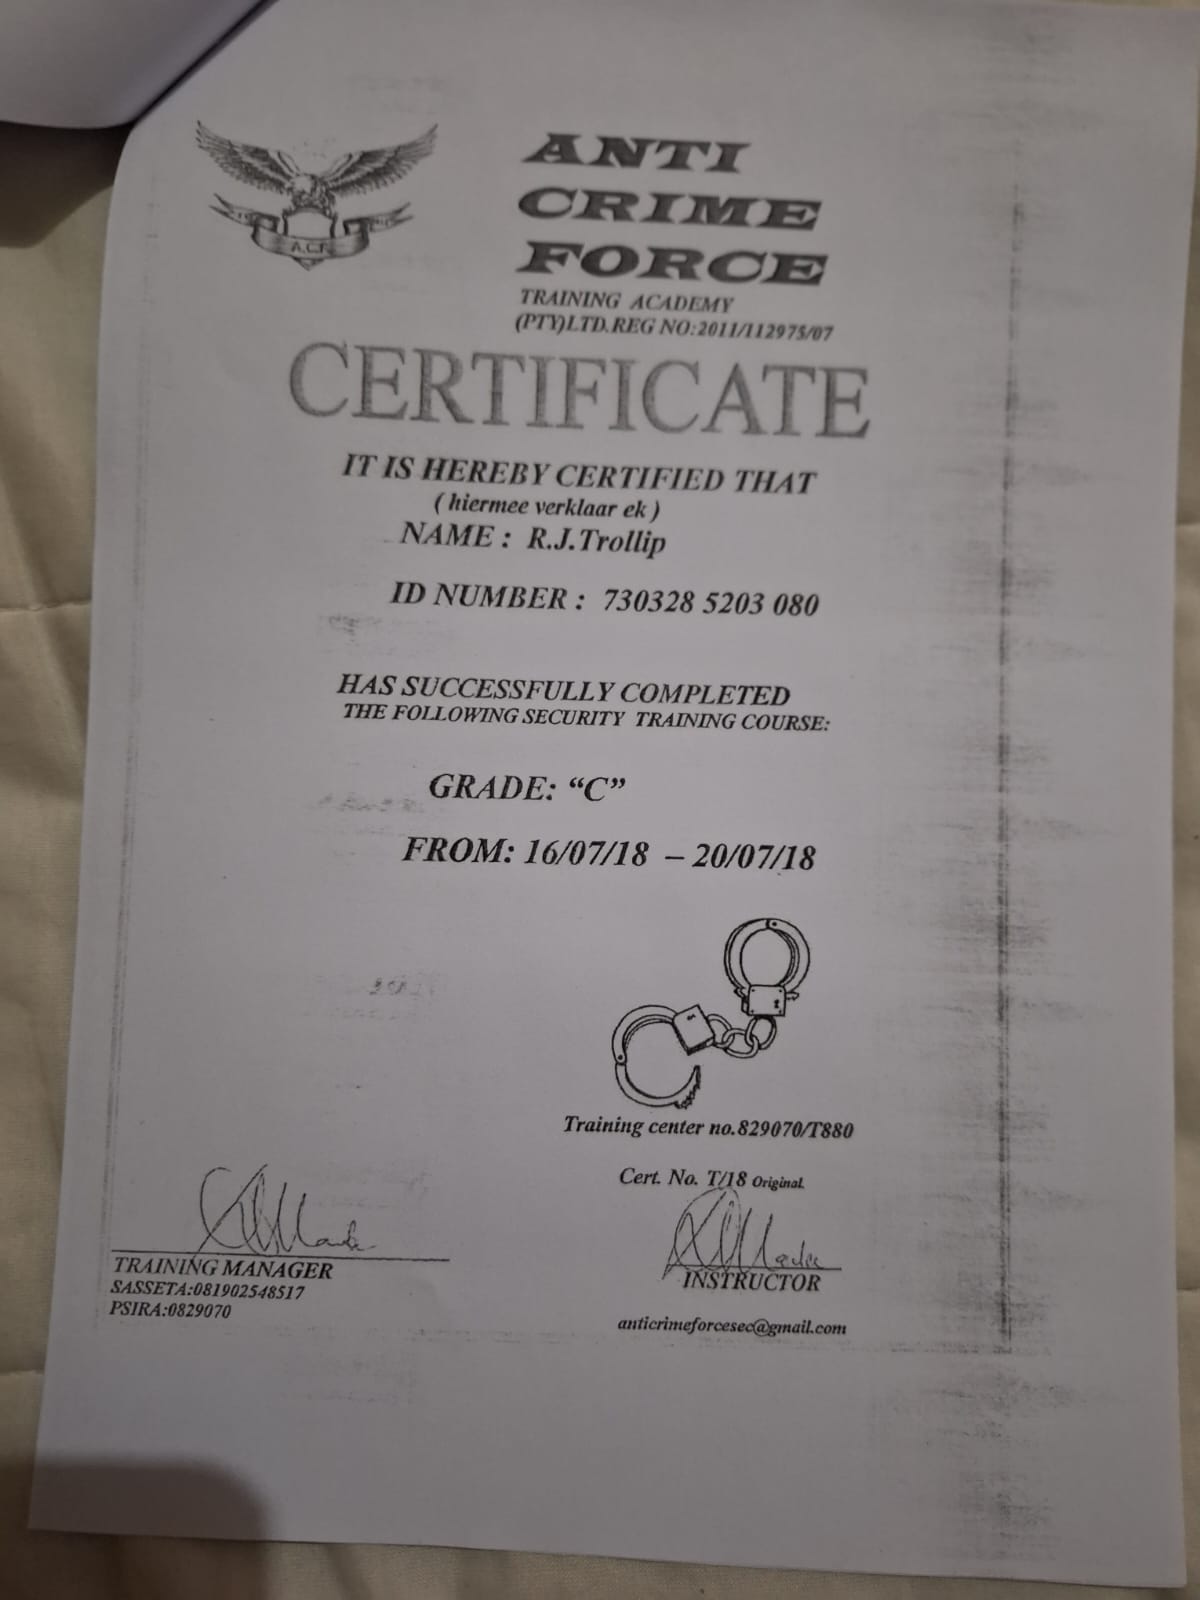 A.C.F.
ANTI
CRIME
FORCE
TRAINING ACADEMY
(PTY)LTD.REG NO:2011/112975/07
CERTIFICATE
IT IS HEREBY CERTIFIED THAT
( hiermee verklaar ek )
NAME : R.J.Trollip
ID NUMBER : 730328 5203 080
HAS SUCCESSFULLY COMPLETED
THE FOLLOWING SECURITY TRAINING COURSE:
GRADE: “C”
FROM: 16/07/18 – 20/07/18
Training center no.829070/T880
Cert. No. T/18 Original.
TRAINING MANAGER
SASSETA:081902548517
PSIRA:0829070
INSTRUCTOR
anticrimeforcesec@gmail.com